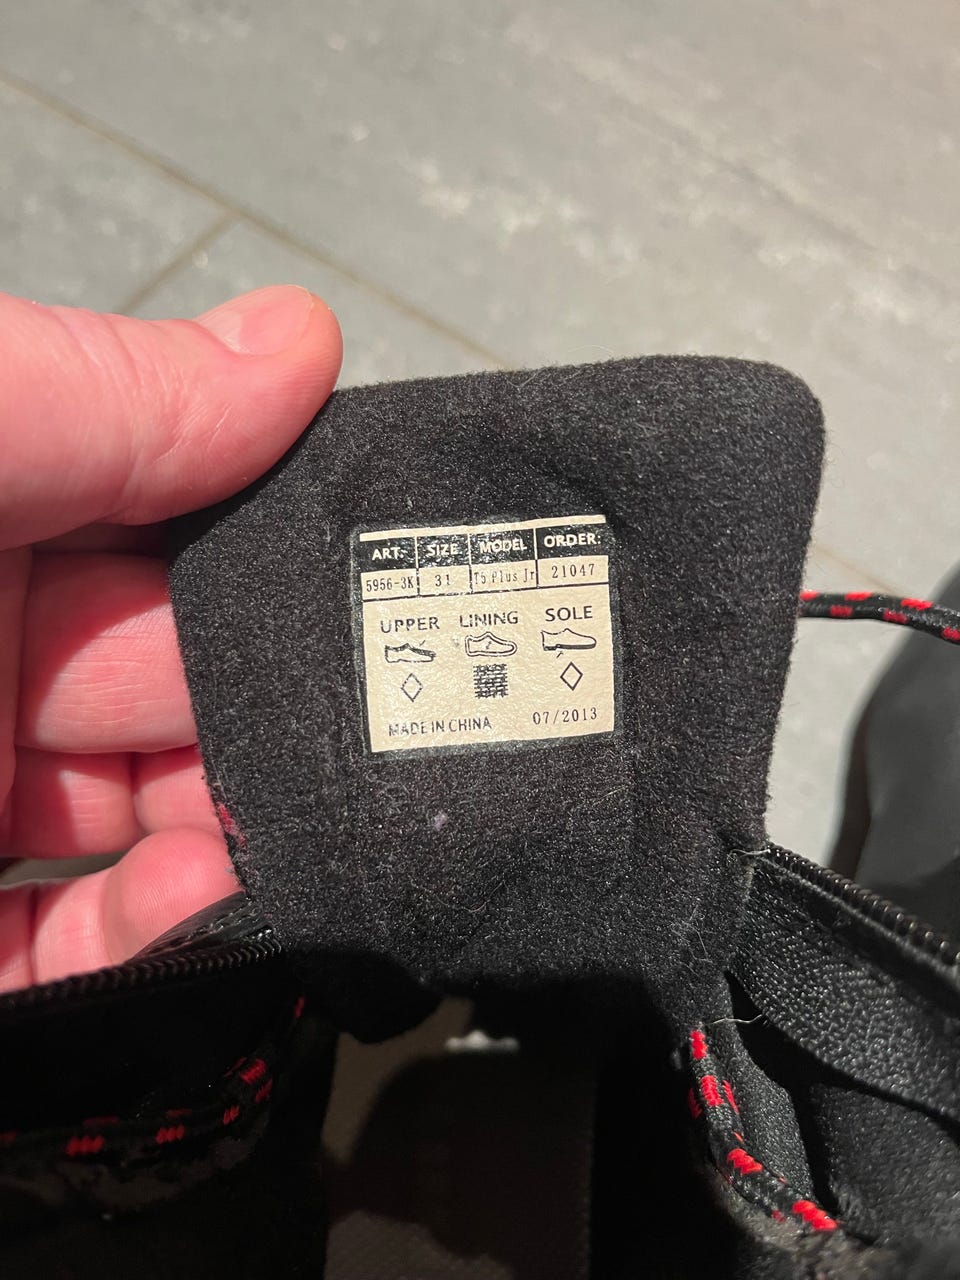 ART. SIZE MODEL ORDER.
5956-3K 31 T5 Plus Jr 21047
UPPER LINING SOLE
MADE IN CHINA 07/2013